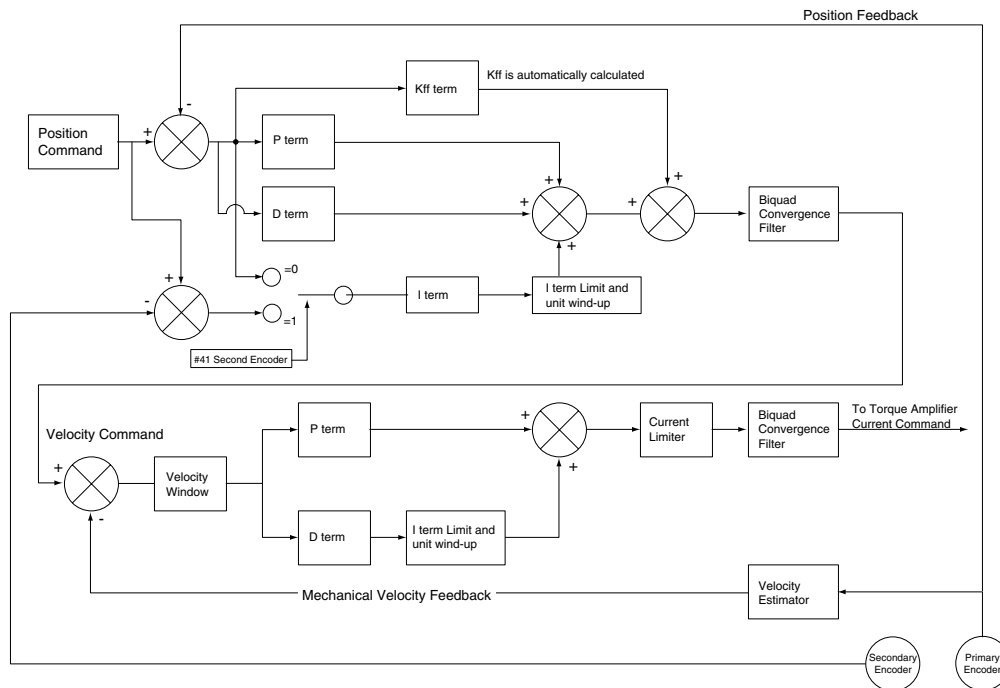 Position Feedback
-
Kff term
Kff is automatically calculated
Position
Command
+
P term
+
+
D term
+
+
+
Biquad
Convergence
Filter
=0
+
-
I term
I term Limit and
unit wind-up
=1
#41 Second Encoder
Velocity Command
+
-
Velocity
Window
P term
+
+
Current
Limiter
Biquad
Convergence
Filter
To Torque Amplifier
Current Command
D term
I term Limit and
unit wind-up
Mechanical Velocity Feedback
Velocity
Estimator
Secondary
Encoder
Primary
Encoder